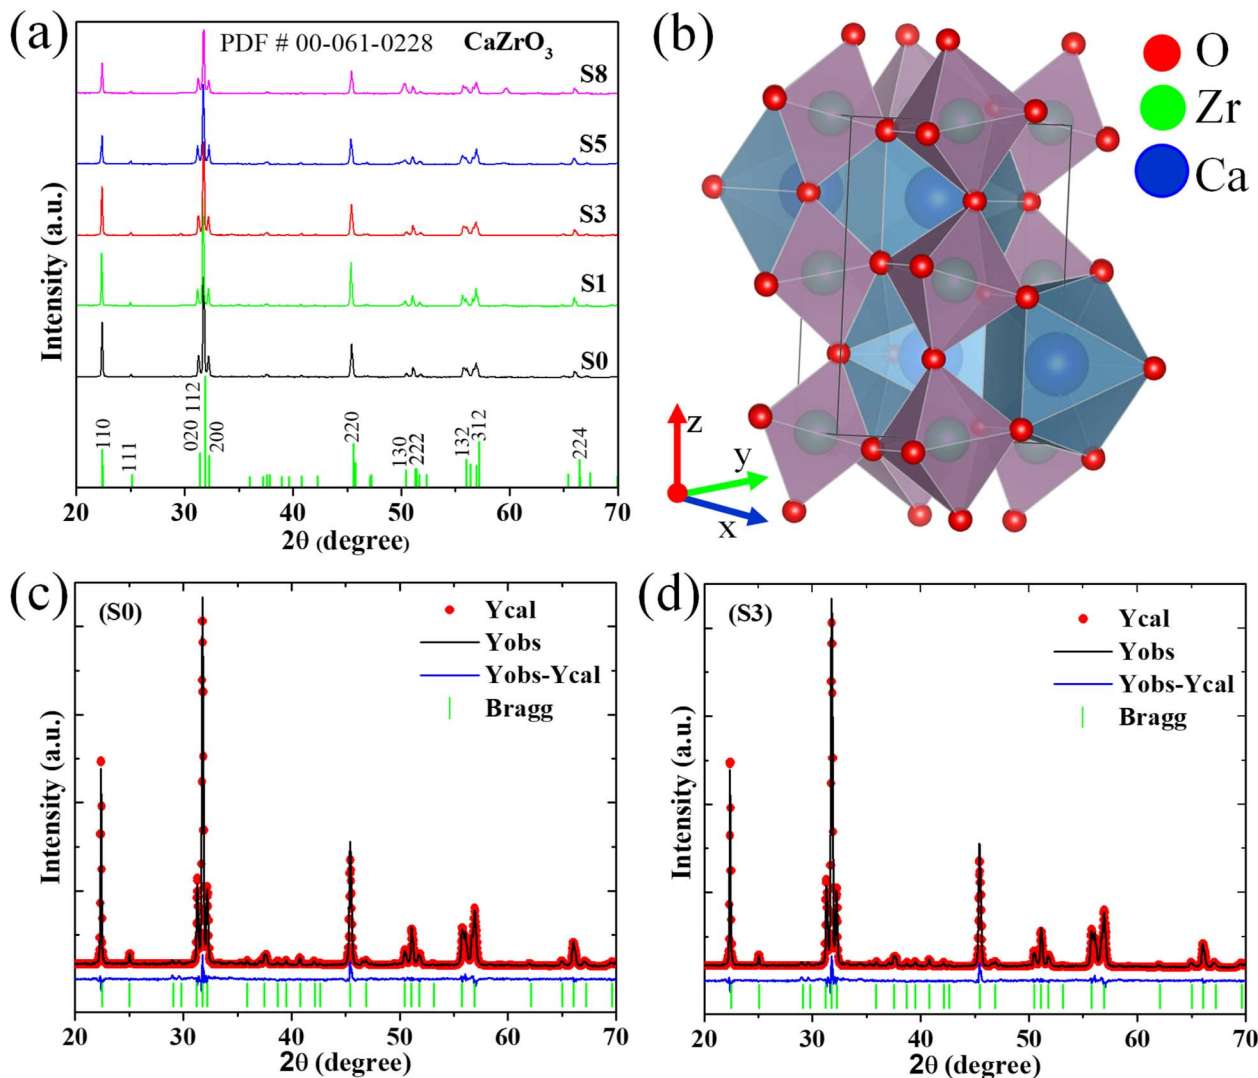 (a)
PDF # 00-061-0228 CaZrO3
S8
S5
S3
S1
S0
110
111
020
112
200
220
130
222
132
312
224
Intensity (a.u.)
20 30 40 50 60 70
2θ (degree)
(b)
O
Zr
Ca
z
y
x
(c)
(S0)
Ycal
Yobs
Yobs-Ycal
Bragg
Intensity (a.u.)
20 30 40 50 60 70
2θ (degree)
(d)
(S3)
Ycal
Yobs
Yobs-Ycal
Bragg
Intensity (a.u.)
20 30 40 50 60 70
2θ (degree)